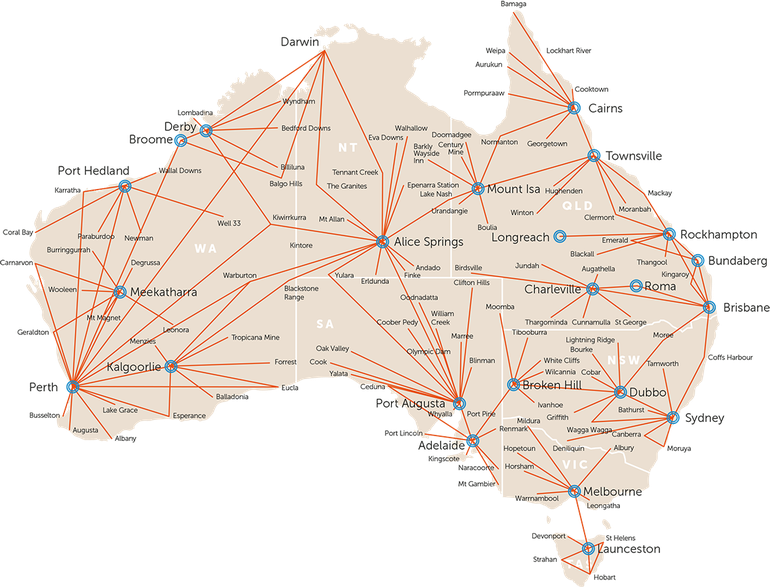 Bamaga
Darwin
Weipa
Lockhart River
Aurukun
Pormpuraaw
Cooktown
Wyndham
Lombadina
Cairns
Derby
Bedford Downs
Walhallow
Eva Downs
Doomadgee
Broome
NT
Century
Mine
Normanton
Georgetown
Barkly
Wayside
Inn
Townsville
Port Hedland
Wallal Downs
Billiluna
Tennant Creek
Balgo Hills
The Granites
Epenarra Station
Lake Nash
Mount Isa
Hughenden
Mackay
Karratha
QLD
Urandangie
Winton
Moranbah
Clermont
Kiwirrkurra
Mt Allan
Well 33
Boulia
Coral Bay
Paraburdoo
Newman
Longreach
Rockhampton
Kintore
Alice Springs
Emerald
WA
Burringgurrah
Blackall
Carnarvon
Degrussa
Thangool
Bundaberg
Warburton
Yulara
Andado
Birdsville
Jundah
Augathella
Kingaroy
Erldunda
Finke
Clifton Hills
Wooleen
Meekatharra
Blackstone
Range
Charleville
Roma
Oodnadatta
Moomba
Brisbane
Mt Magnet
William
Creek
SA
Coober Pedy
Thargominda
Cunnamulla
St George
Geraldton
Leonora
Tibooburra
Moree
Menzies
Tropicana Mine
Marree
Lightning Ridge
Oak Valley
Olympic Dam
Bourke
Coffs Harbour
Kalgoorlie
Forrest
Cook
Blinman
White Cliffs
NSW
Tamworth
Wilcannia
Cobar
Yalata
Perth
Eucla
Ceduna
Broken Hill
Dubbo
Balladonia
Port Augusta
Ivanhoe
Lake Grace
Whyalla
Port Pirie
Bathurst
Busselton
Esperance
Griffith
Sydney
Mildura
Augusta
Renmark
Wagga Wagga
Port Lincoln
Canberra
Albany
Adelaide
Hopetoun
Deniliquin
Albury
Moruya
Kingscote
Naracoorte
Horsham
VIC
Mt Gambier
Melbourne
Warrnambool
Leongatha
Devonport
St Helens
Launceston
Strahan
TAS
Hobart